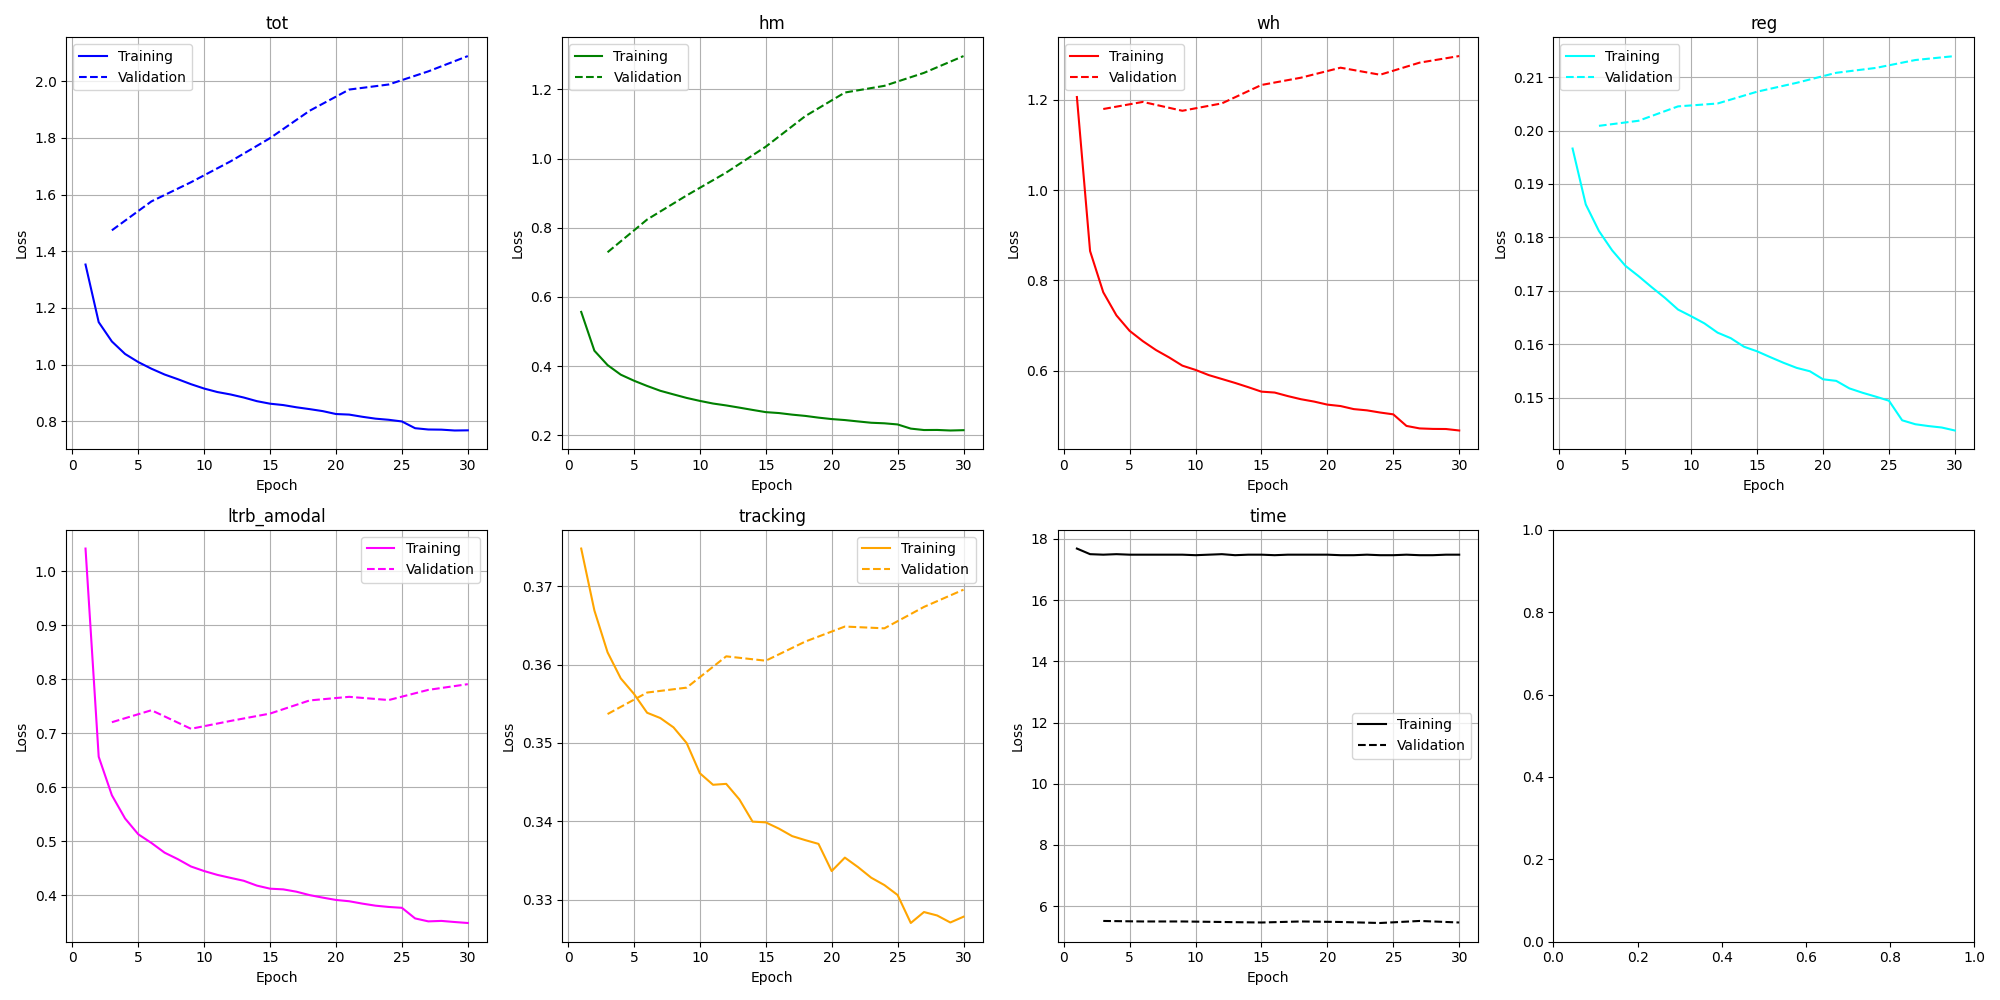 tot
Training
Validation
2.0
1.8
1.6
1.4
1.2
1.0
0.8
Loss
0 5 10 15 20 25 30
Epoch
hm
Training
Validation
1.2
1.0
0.8
0.6
0.4
0.2
Loss
0 5 10 15 20 25 30
Epoch
wh
Training
Validation
1.2
1.0
0.8
0.6
Loss
0 5 10 15 20 25 30
Epoch
reg
Training
Validation
0.21
0.20
0.19
0.18
0.17
0.16
0.15
Loss
0 5 10 15 20 25 30
Epoch
ltrb_amodal
Training
Validation
1.0
0.9
0.8
0.7
0.6
0.5
0.4
Loss
0 5 10 15 20 25 30
Epoch
tracking
Training
Validation
0.37
0.36
0.35
0.34
0.33
Loss
0 5 10 15 20 25 30
Epoch
time
18
16
14
12
10
8
6
Training
Validation
Loss
0 5 10 15 20 25 30
Epoch
1.0
0.8
0.6
0.4
0.2
0.0
0.0 0.2 0.4 0.6 0.8 1.0